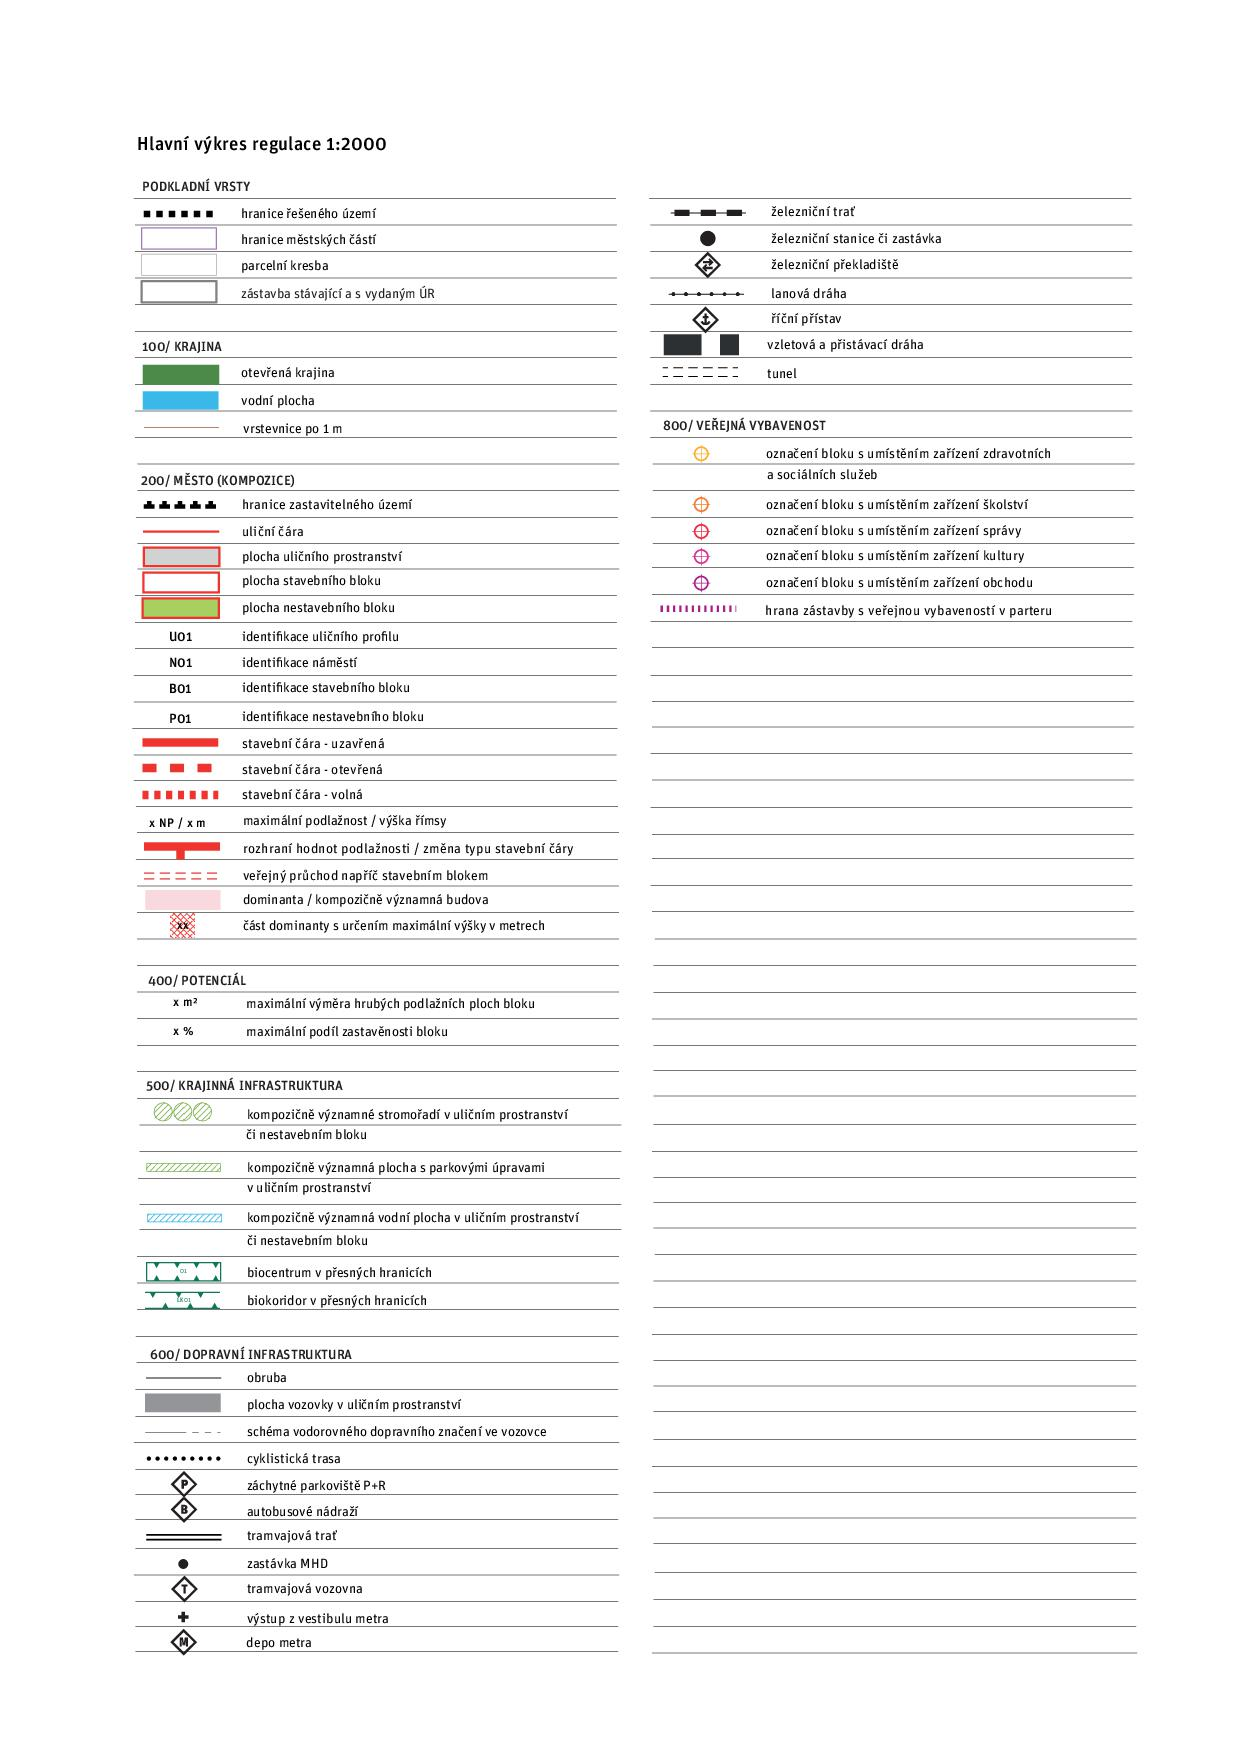 Hlavní výkres regulace 1:2000
PODKLADNÍ VRSTY
hranice řešeného území
hranice městských částí
parcelní kresba
zástavba stávající a s vydaným ÚR
100/ KRAJINA
otevřená krajina
vodní plocha
vrstevnice po 1 m
200/ MĚSTO (KOMPOZICE)
hranice zastavitelného území
uliční čára
plocha uličního prostranství
plocha stavebního bloku
plocha nestavebního bloku
U01 identifikace uličního profilu
N01 identifikace náměstí
B01 identifikace stavebního bloku
P01 identifikace nestavebního bloku
stavební čára - uzavřená
stavební čára - otevřená
stavební čára - volná
x NP / x m maximální podlažnost / výška římsy
rozhraní hodnot podlažnosti / změna typu stavební čáry
veřejný průchod napříč stavebním blokem
dominanta / kompozičně významná budova
xx část dominanty s určením maximální výšky v metrech
400/ POTENCIÁL
x m² maximální výměra hrubých podlažních ploch bloku
x % maximální podíl zastavěnosti bloku
500/ KRAJINNÁ INFRASTRUKTURA
kompozičně významné stromořadí v uličním prostranství
či nestavebním bloku
kompozičně významná plocha s parkovými úpravami
v uličním prostranství
kompozičně významná vodní plocha v uličním prostranství
či nestavebním bloku
01 biocentrum v přesných hranicích
LK01 biokoridor v přesných hranicích
600/ DOPRAVNÍ INFRASTRUKTURA
obruba
plocha vozovky v uličním prostranství
schéma vodorovného dopravního značení ve vozovce
cyklistická trasa
P záchytné parkoviště P+R
B autobusové nádraží
tramvajová trať
zastávka MHD
T tramvajová vozovna
výstup z vestibulu metra
M depo metra
železniční trať
železniční stanice či zastávka
železniční překladiště
lanová dráha
říční přístav
vzletová a přistávací dráha
tunel
800/ VEŘEJNÁ VYBAVENOST
označení bloku s umístěním zařízení zdravotních
a sociálních služeb
označení bloku s umístěním zařízení školství
označení bloku s umístěním zařízení správy
označení bloku s umístěním zařízení kultury
označení bloku s umístěním zařízení obchodu
hrana zástavby s veřejnou vybaveností v parteru